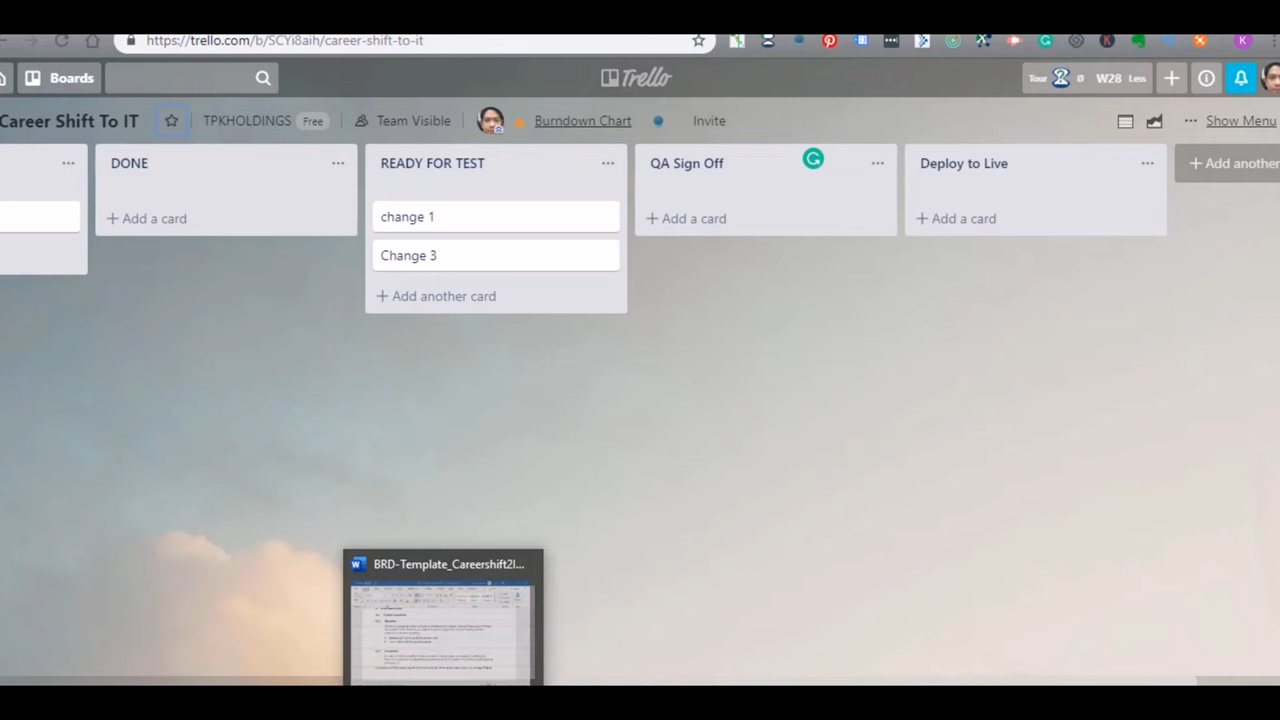 https://trello.com/b/SCYi8aih/career-shift-to-it
Boards
Trello
Tour
W28 Less
Career Shift To IT
TPKHOLDINGS Free
Team Visible
Burndown Chart
Invite
... Show Menu
DONE ...
+ Add a card
READY FOR TEST ...
change 1
Change 3
+ Add another card
QA Sign Off ...
+ Add a card
Deploy to Live ...
+ Add a card
+ Add another
BRD-Template_Careershift2I...